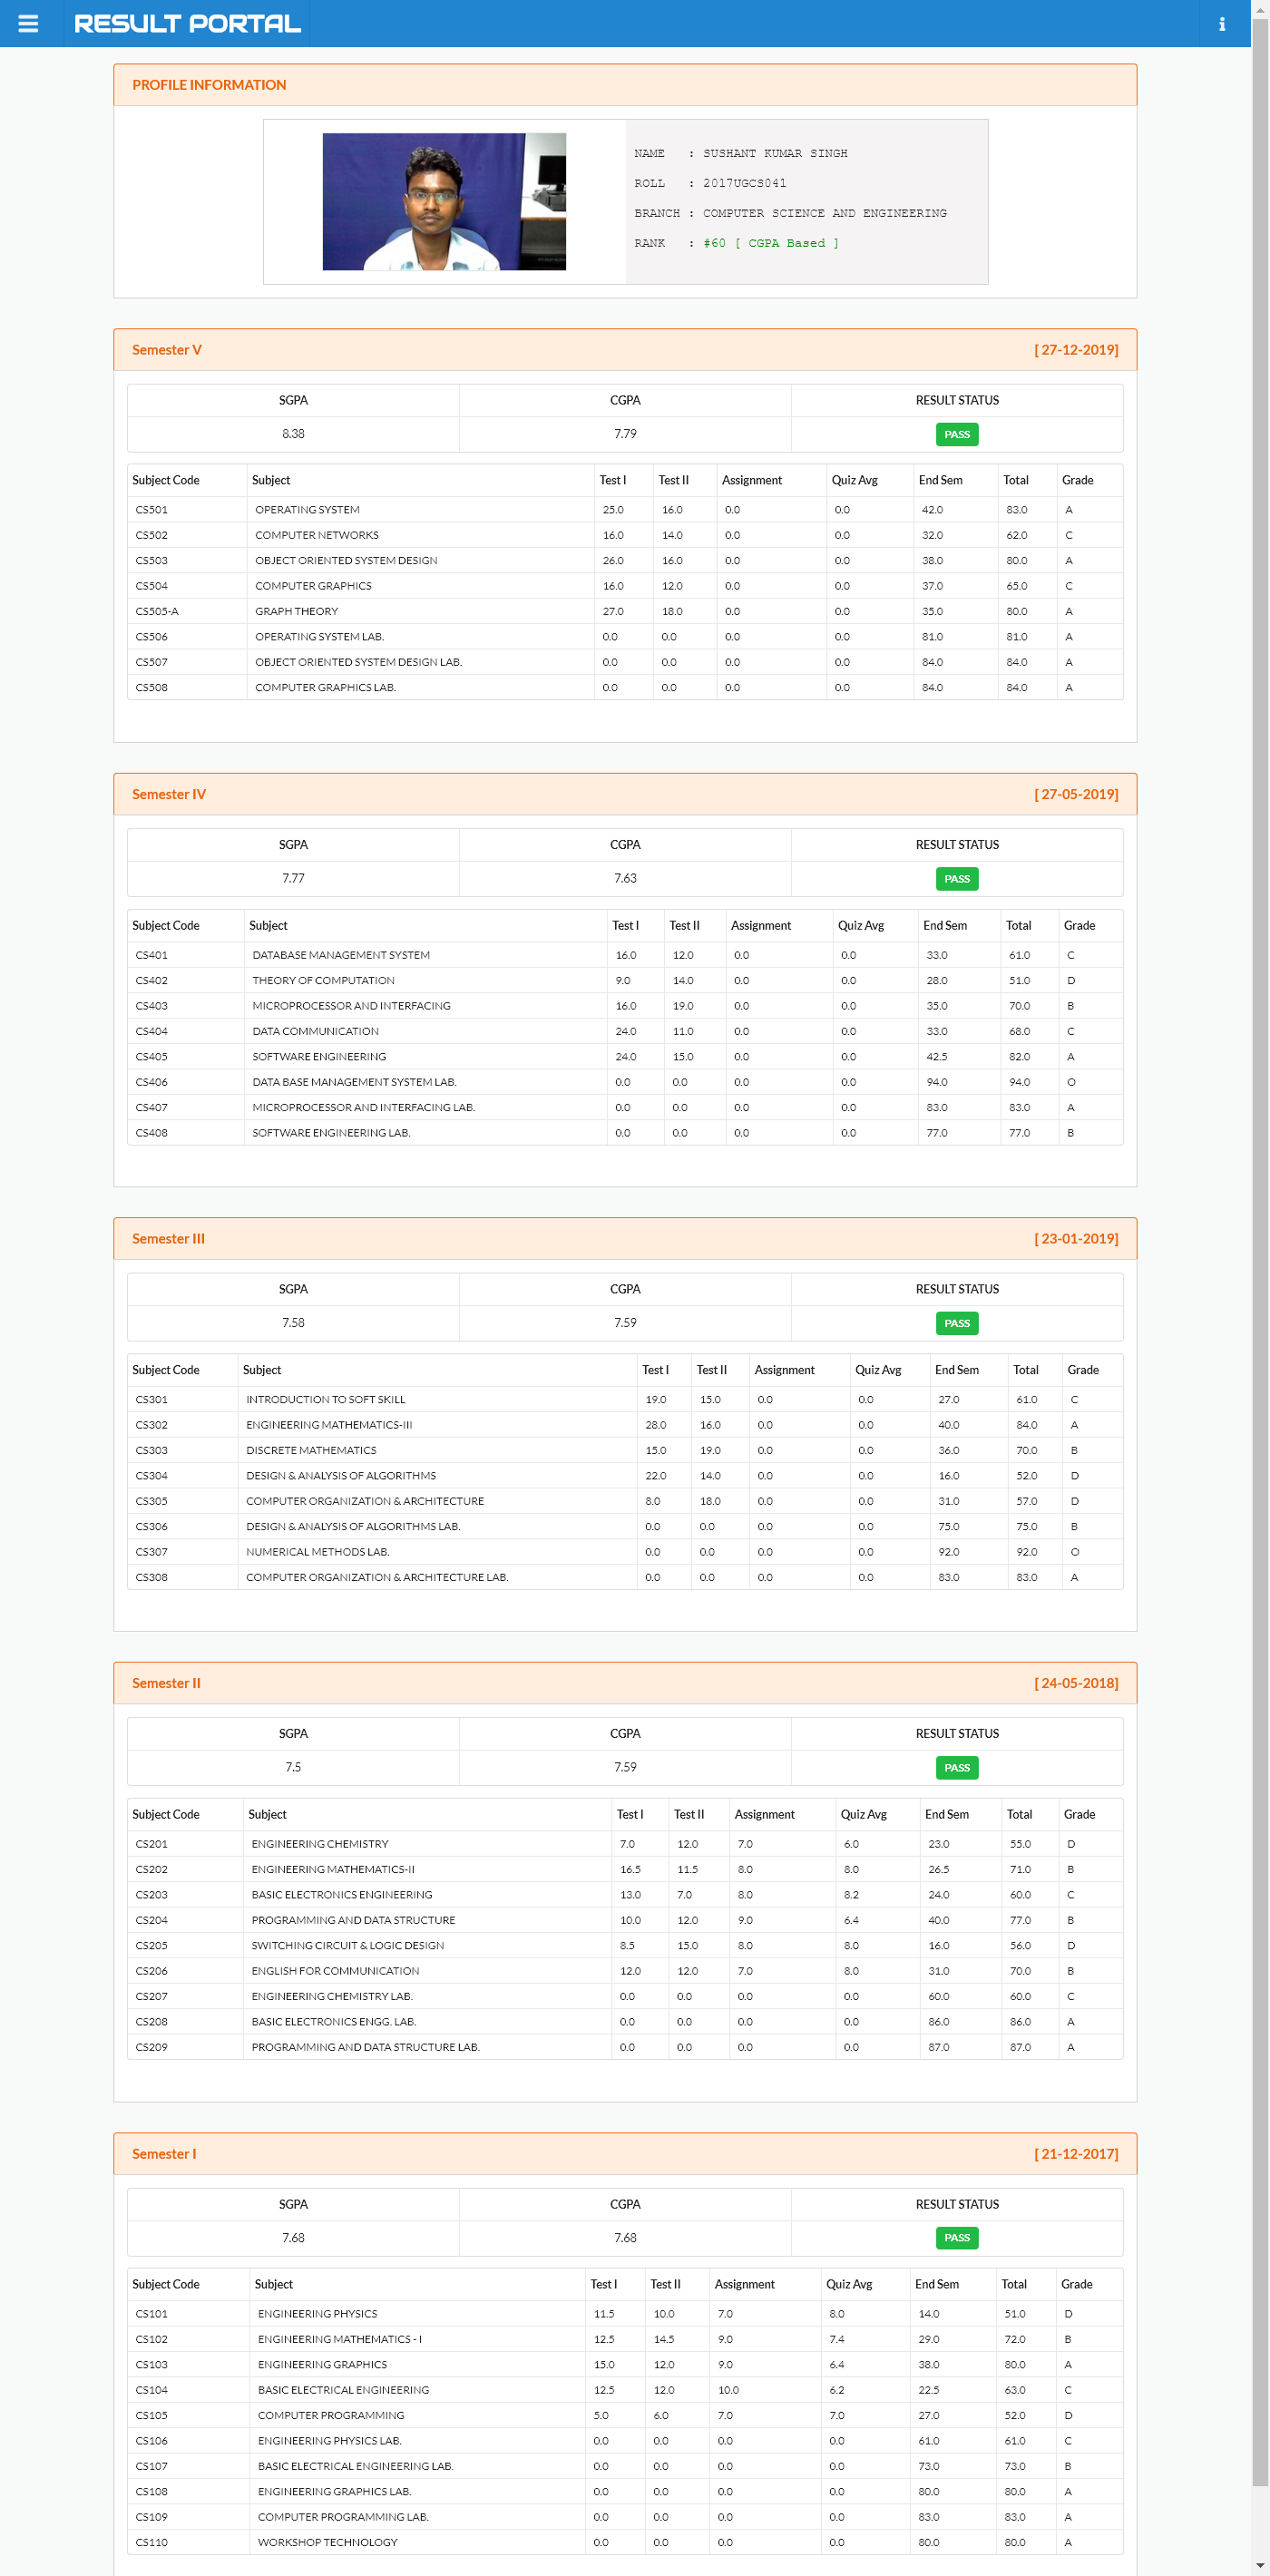 RESULT PORTAL
PROFILE INFORMATION
NAME : SUSHANT KUMAR SINGH
ROLL : 2017UGCS041
BRANCH : COMPUTER SCIENCE AND ENGINEERING
RANK : #60 [ CGPA Based ]
Semester V [ 27-12-2019]
SGPA CGPA RESULT STATUS
8.38 7.79 PASS
Subject Code Subject Test I Test II Assignment Quiz Avg End Sem Total Grade
CS501 OPERATING SYSTEM 25.0 16.0 0.0 0.0 42.0 83.0 A
CS502 COMPUTER NETWORKS 16.0 14.0 0.0 0.0 32.0 62.0 C
CS503 OBJECT ORIENTED SYSTEM DESIGN 26.0 16.0 0.0 0.0 38.0 80.0 A
CS504 COMPUTER GRAPHICS 16.0 12.0 0.0 0.0 37.0 65.0 C
CS505-A GRAPH THEORY 27.0 18.0 0.0 0.0 35.0 80.0 A
CS506 OPERATING SYSTEM LAB. 0.0 0.0 0.0 0.0 81.0 81.0 A
CS507 OBJECT ORIENTED SYSTEM DESIGN LAB. 0.0 0.0 0.0 0.0 84.0 84.0 A
CS508 COMPUTER GRAPHICS LAB. 0.0 0.0 0.0 0.0 84.0 84.0 A
Semester IV [ 27-05-2019]
SGPA CGPA RESULT STATUS
7.77 7.63 PASS
Subject Code Subject Test I Test II Assignment Quiz Avg End Sem Total Grade
CS401 DATABASE MANAGEMENT SYSTEM 16.0 12.0 0.0 0.0 33.0 61.0 C
CS402 THEORY OF COMPUTATION 9.0 14.0 0.0 0.0 28.0 51.0 D
CS403 MICROPROCESSOR AND INTERFACING 16.0 19.0 0.0 0.0 35.0 70.0 B
CS404 DATA COMMUNICATION 24.0 11.0 0.0 0.0 33.0 68.0 C
CS405 SOFTWARE ENGINEERING 24.0 15.0 0.0 0.0 42.5 82.0 A
CS406 DATA BASE MANAGEMENT SYSTEM LAB. 0.0 0.0 0.0 0.0 94.0 94.0 O
CS407 MICROPROCESSOR AND INTERFACING LAB. 0.0 0.0 0.0 0.0 83.0 83.0 A
CS408 SOFTWARE ENGINEERING LAB. 0.0 0.0 0.0 0.0 77.0 77.0 B
Semester III [ 23-01-2019]
SGPA CGPA RESULT STATUS
7.58 7.59 PASS
Subject Code Subject Test I Test II Assignment Quiz Avg End Sem Total Grade
CS301 INTRODUCTION TO SOFT SKILL 19.0 15.0 0.0 0.0 27.0 61.0 C
CS302 ENGINEERING MATHEMATICS-III 28.0 16.0 0.0 0.0 40.0 84.0 A
CS303 DISCRETE MATHEMATICS 15.0 19.0 0.0 0.0 36.0 70.0 B
CS304 DESIGN & ANALYSIS OF ALGORITHMS 22.0 14.0 0.0 0.0 16.0 52.0 D
CS305 COMPUTER ORGANIZATION & ARCHITECTURE 8.0 18.0 0.0 0.0 31.0 57.0 D
CS306 DESIGN & ANALYSIS OF ALGORITHMS LAB. 0.0 0.0 0.0 0.0 75.0 75.0 B
CS307 NUMERICAL METHODS LAB. 0.0 0.0 0.0 0.0 92.0 92.0 O
CS308 COMPUTER ORGANIZATION & ARCHITECTURE LAB. 0.0 0.0 0.0 0.0 83.0 83.0 A
Semester II [ 24-05-2018]
SGPA CGPA RESULT STATUS
7.5 7.59 PASS
Subject Code Subject Test I Test II Assignment Quiz Avg End Sem Total Grade
CS201 ENGINEERING CHEMISTRY 7.0 12.0 7.0 6.0 23.0 55.0 D
CS202 ENGINEERING MATHEMATICS-II 16.5 11.5 8.0 8.0 26.5 71.0 B
CS203 BASIC ELECTRONICS ENGINEERING 13.0 7.0 8.0 8.2 24.0 60.0 C
CS204 PROGRAMMING AND DATA STRUCTURE 10.0 12.0 9.0 6.4 40.0 77.0 B
CS205 SWITCHING CIRCUIT & LOGIC DESIGN 8.5 15.0 8.0 8.0 16.0 56.0 D
CS206 ENGLISH FOR COMMUNICATION 12.0 12.0 7.0 8.0 31.0 70.0 B
CS207 ENGINEERING CHEMISTRY LAB. 0.0 0.0 0.0 0.0 60.0 60.0 C
CS208 BASIC ELECTRONICS ENGG. LAB. 0.0 0.0 0.0 0.0 86.0 86.0 A
CS209 PROGRAMMING AND DATA STRUCTURE LAB. 0.0 0.0 0.0 0.0 87.0 87.0 A
Semester I [ 21-12-2017]
SGPA CGPA RESULT STATUS
7.68 7.68 PASS
Subject Code Subject Test I Test II Assignment Quiz Avg End Sem Total Grade
CS101 ENGINEERING PHYSICS 11.5 10.0 7.0 8.0 14.0 51.0 D
CS102 ENGINEERING MATHEMATICS - I 12.5 14.5 9.0 7.4 29.0 72.0 B
CS103 ENGINEERING GRAPHICS 15.0 12.0 9.0 6.4 38.0 80.0 A
CS104 BASIC ELECTRICAL ENGINEERING 12.5 12.0 10.0 6.2 22.5 63.0 C
CS105 COMPUTER PROGRAMMING 5.0 6.0 7.0 7.0 27.0 52.0 D
CS106 ENGINEERING PHYSICS LAB. 0.0 0.0 0.0 0.0 61.0 61.0 C
CS107 BASIC ELECTRICAL ENGINEERING LAB. 0.0 0.0 0.0 0.0 73.0 73.0 B
CS108 ENGINEERING GRAPHICS LAB. 0.0 0.0 0.0 0.0 80.0 80.0 A
CS109 COMPUTER PROGRAMMING LAB. 0.0 0.0 0.0 0.0 83.0 83.0 A
CS110 WORKSHOP TECHNOLOGY 0.0 0.0 0.0 0.0 80.0 80.0 A